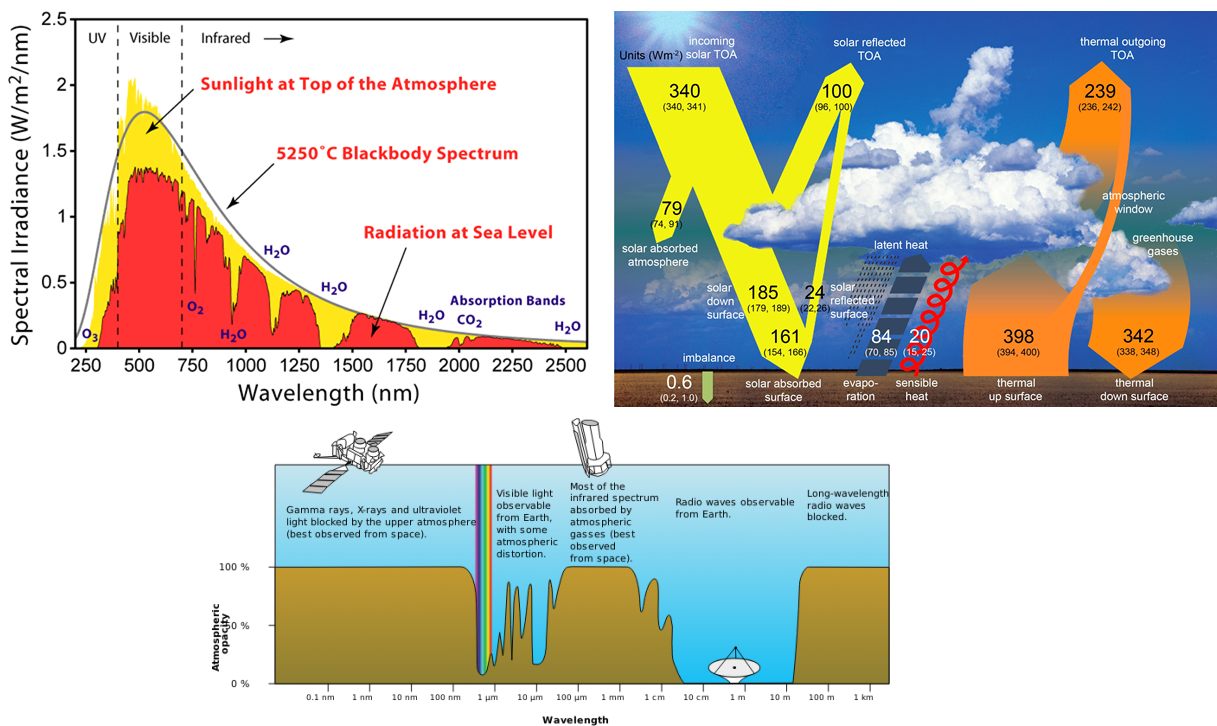 Spectral Irradiance (W/m²/nm)
2.5
2
1.5
1
0.5
0
UV
Visible
Infrared
Sunlight at Top of the Atmosphere
5250°C Blackbody Spectrum
Radiation at Sea Level
H₂O
H₂O
Absorption Bands
O₃
O₂
H₂O
H₂O
CO₂
H₂O
250 500 750 1000 1250 1500 1750 2000 2250 2500
Wavelength (nm)
Units (Wm⁻²)
incoming
solar TOA
340
(340, 341)
solar reflected
TOA
100
(96, 100)
thermal outgoing
TOA
239
(236, 242)
79
(74, 91)
solar absorbed
atmosphere
atmospheric
window
greenhouse
gases
latent heat
solar
down
surface
185
(179, 189)
24
(22,26)
solar
reflected
surface
161
(154, 166)
84
(70, 85)
20
(15, 25)
398
(394, 400)
342
(338, 348)
imbalance
0.6
(0.2, 1.0)
solar absorbed
surface
evapo-
ration
sensible
heat
thermal
up surface
thermal
down surface
Gamma rays, X-rays and ultraviolet
light blocked by the upper atmosphere
(best observed from space).
Visible light
observable
from Earth,
with some
atmospheric
distortion.
Most of the
infrared spectrum
absorbed by
atmospheric
gasses (best
observed
from space).
Radio waves observable
from Earth.
Long-wavelength
radio waves
blocked.
Atmospheric
opacity
100 %
50 %
0 %
0.1 nm 1 nm 10 nm 100 nm 1 µm 10 µm 100 µm 1 mm 1 cm 10 cm 1 m 10 m 100 m 1 km
Wavelength